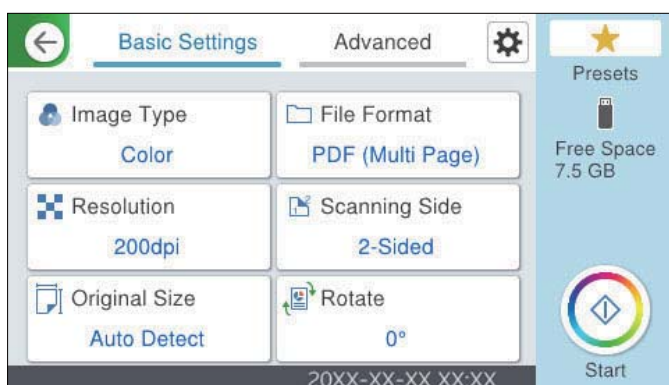 Basic Settings
Advanced
Presets
Image Type
Color
File Format
PDF (Multi Page)
Free Space
7.5 GB
Resolution
200dpi
Scanning Side
2-Sided
Original Size
Auto Detect
Rotate
0°
Start
20XX-XX-XX XX:XX